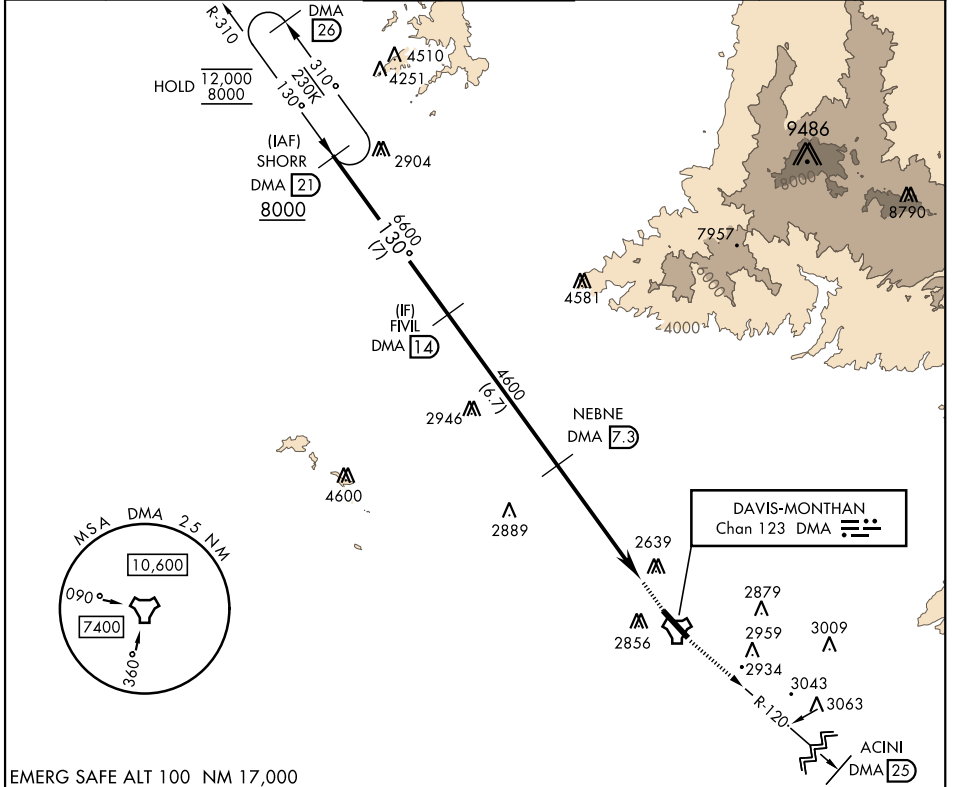 R-310
DMA
26
4510
4251
HOLD
12,000
8000
310°
230K
130°
(IAF)
SHORR
DMA 21
8000
2904
9486
8000
8790
7957
6000
4581
4000
6600
130°
(7)
(IF)
FIVIL
DMA 14
4600
(6.7)
2946
NEBNE
DMA 7.3
4600
2889
DAVIS-MONTHAN
Chan 123 DMA
2639
MSA DMA 25 NM
10,600
090°
7400
360°
2856
2879
2959
3009
2934
3043
3063
R-120
ACINI
DMA 25
EMERG SAFE ALT 100 NM 17,000